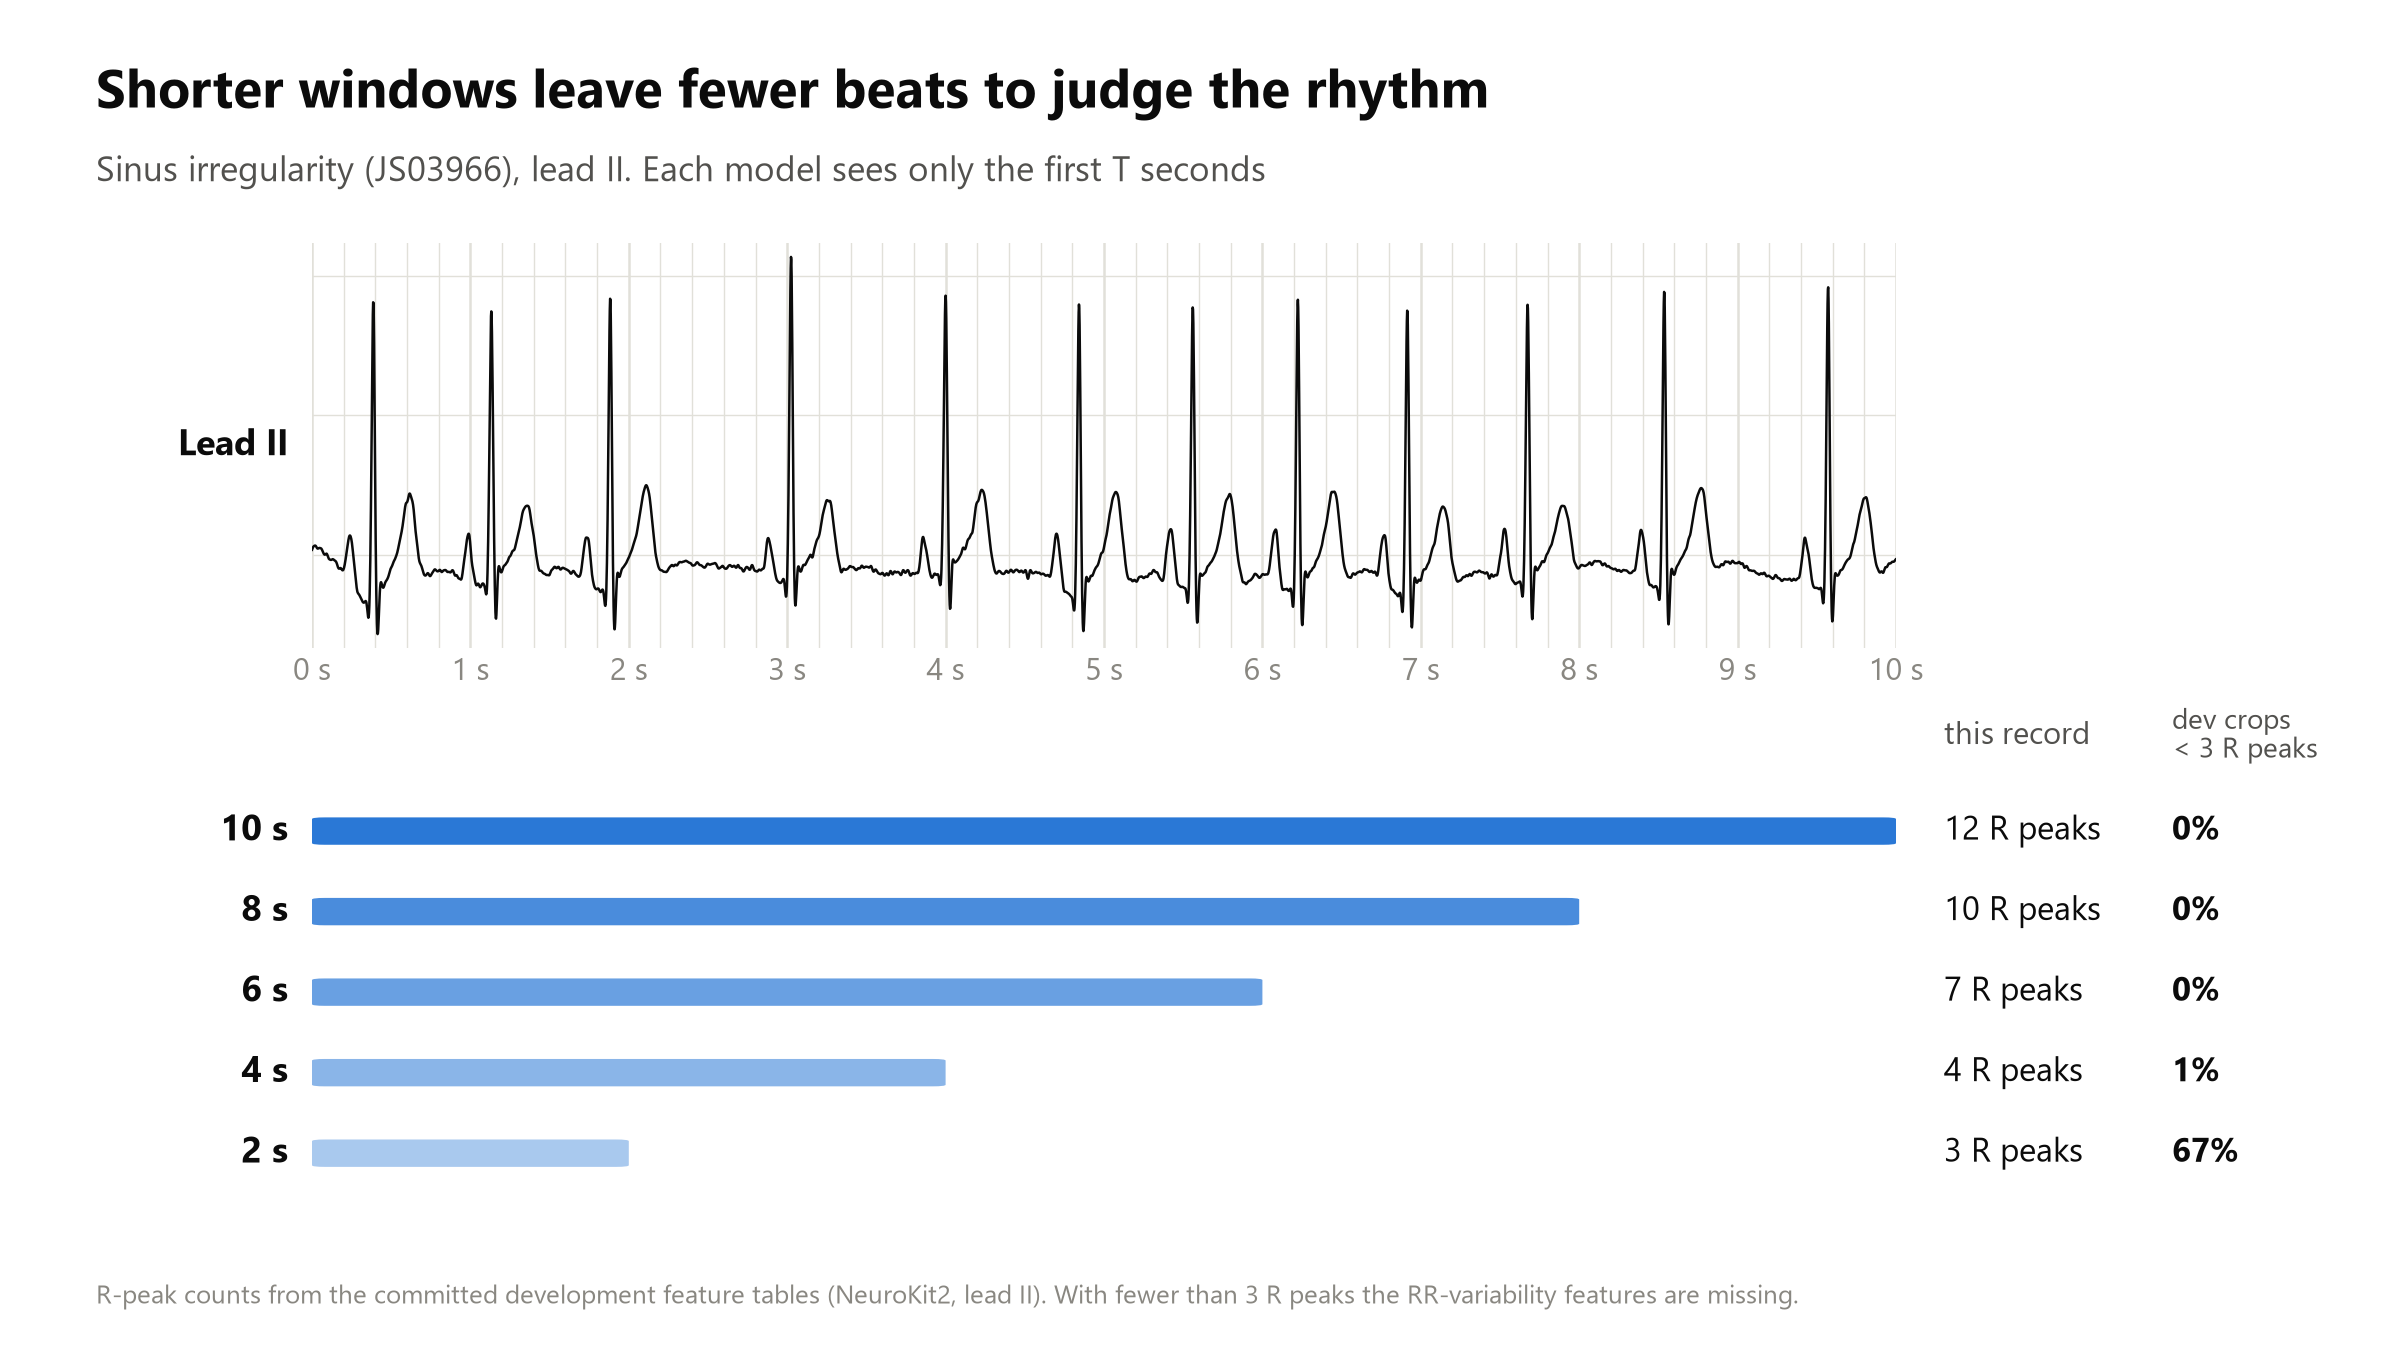 Shorter windows leave fewer beats to judge the rhythm
Sinus irregularity (JS03966), lead II. Each model sees only the first T seconds
Lead II
0 s 1 s 2 s 3 s 4 s 5 s 6 s 7 s 8 s 9 s 10 s
this record
dev crops
< 3 R peaks
10 s 12 R peaks 0%
8 s 10 R peaks 0%
6 s 7 R peaks 0%
4 s 4 R peaks 1%
2 s 3 R peaks 67%
R-peak counts from the committed development feature tables (NeuroKit2, lead II). With fewer than 3 R peaks the RR-variability features are missing.